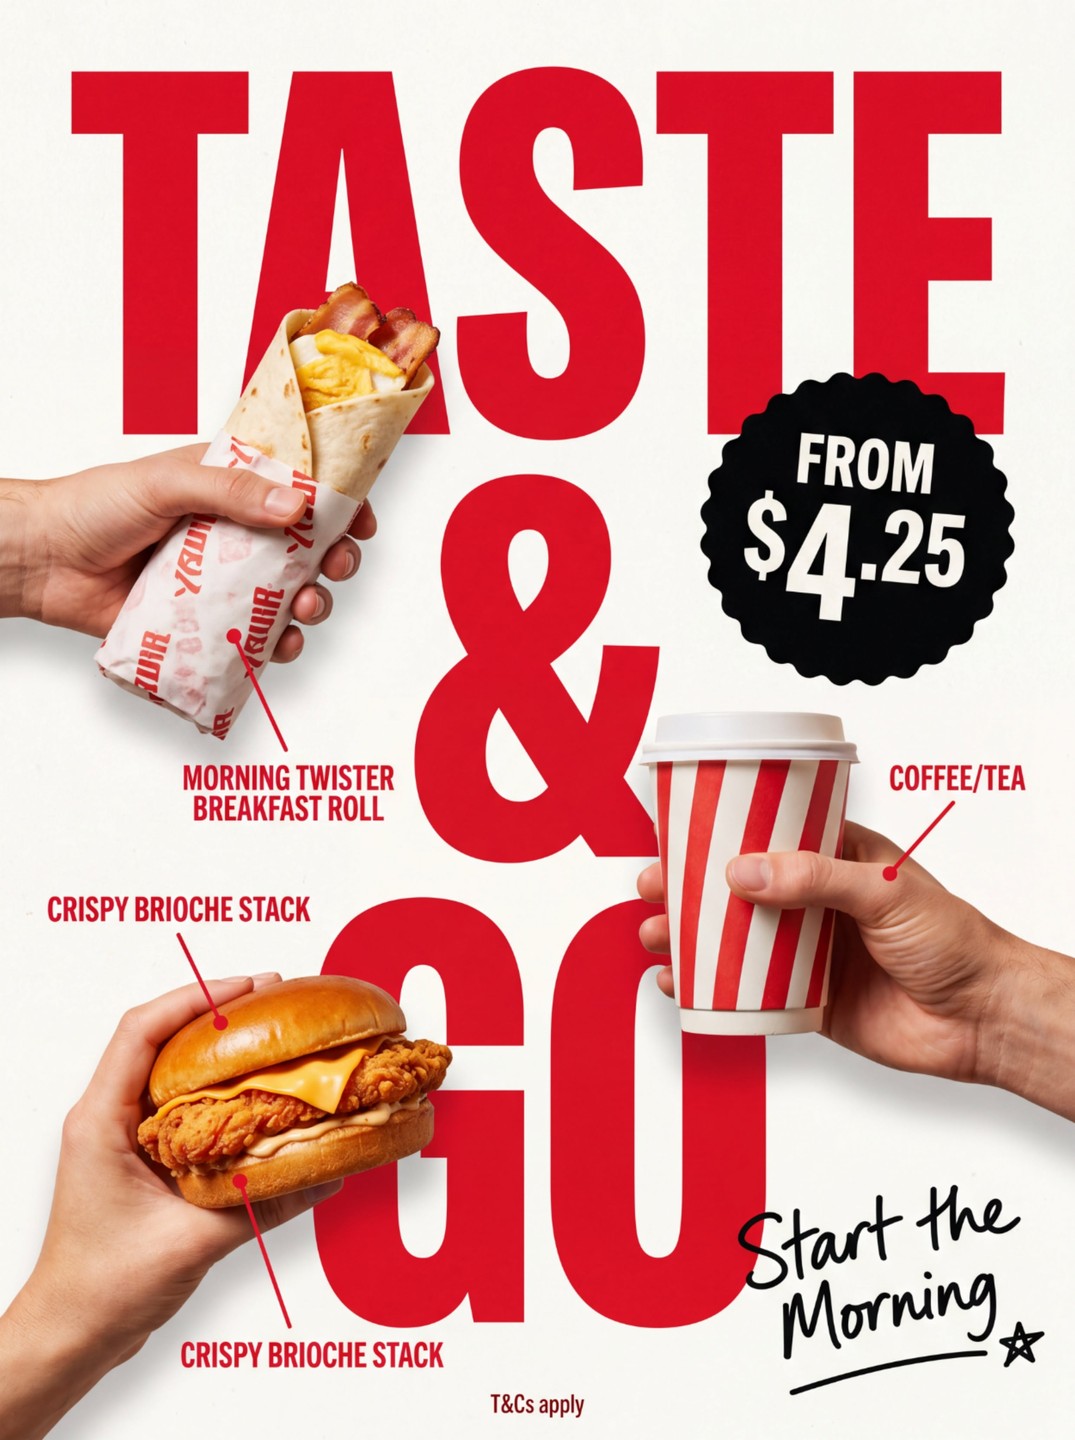 TASTE
&
GO
FROM
$4.25
MORNING TWISTER
BREAKFAST ROLL
COFFEE/TEA
CRISPY BRIOCHE STACK
CRISPY BRIOCHE STACK
Start the
Morning
T&Cs apply